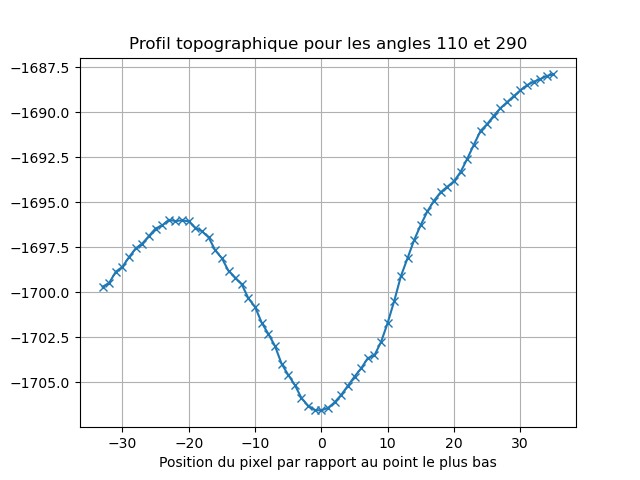 Profil topographique pour les angles 110 et 290
−1687.5
−1690.0
−1692.5
−1695.0
−1697.5
−1700.0
−1702.5
−1705.0
−30 −20 −10 0 10 20 30
Position du pixel par rapport au point le plus bas